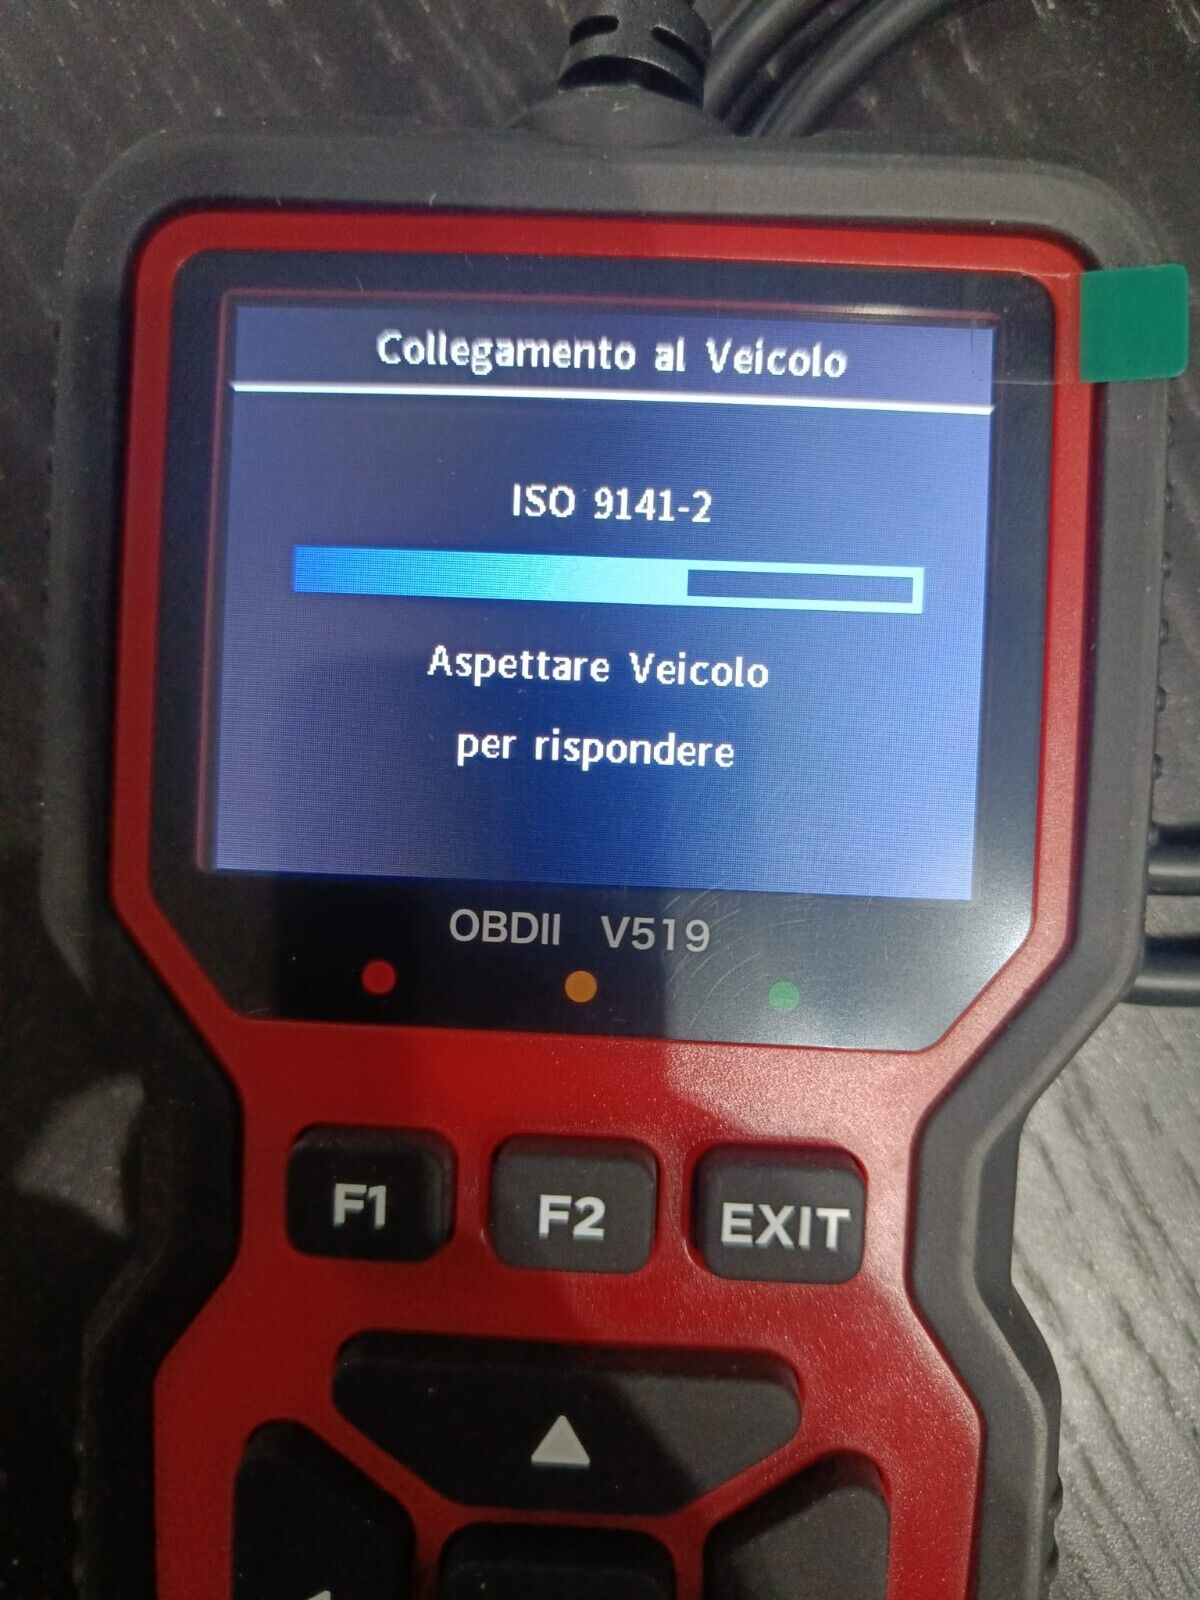 Collegamento al Veicolo
ISO 9141-2
Aspettare Veicolo
per rispondere
OBDII V519
F1 F2 EXIT